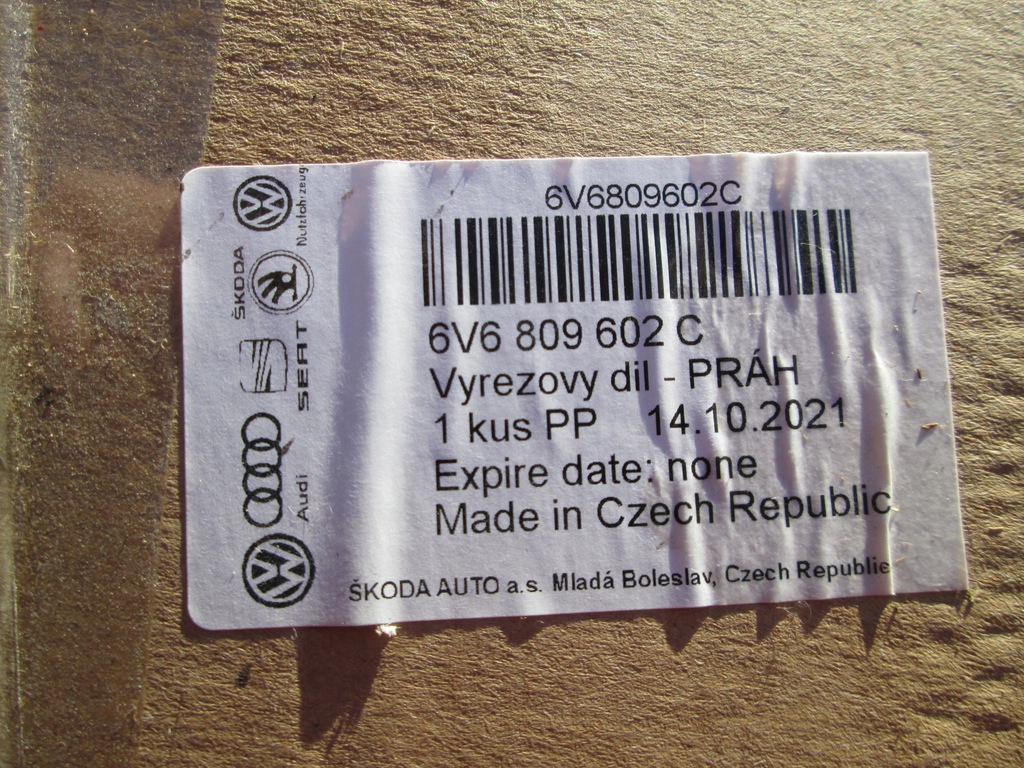 6V6809602C
6V6 809 602 C
Vyrezovy dil - PRÁH
1 kus PP 14.10.2021
Expire date: none
Made in Czech Republic
ŠKODA AUTO a.s. Mladá Boleslav, Czech Republic
Nutzfahrzeuge
ŠKODA
SEAT
Audi